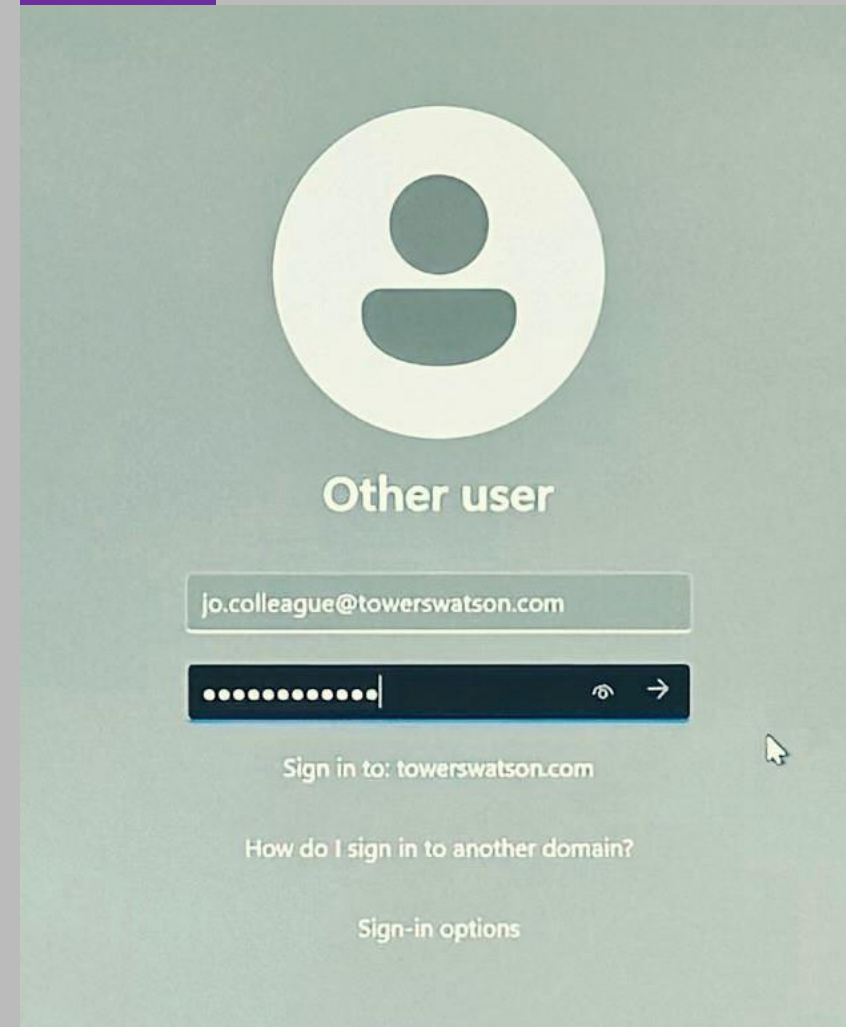 Other user
jo.colleague@towerswatson.com
Sign in to: towerswatson.com
How do I sign in to another domain?
Sign-in options